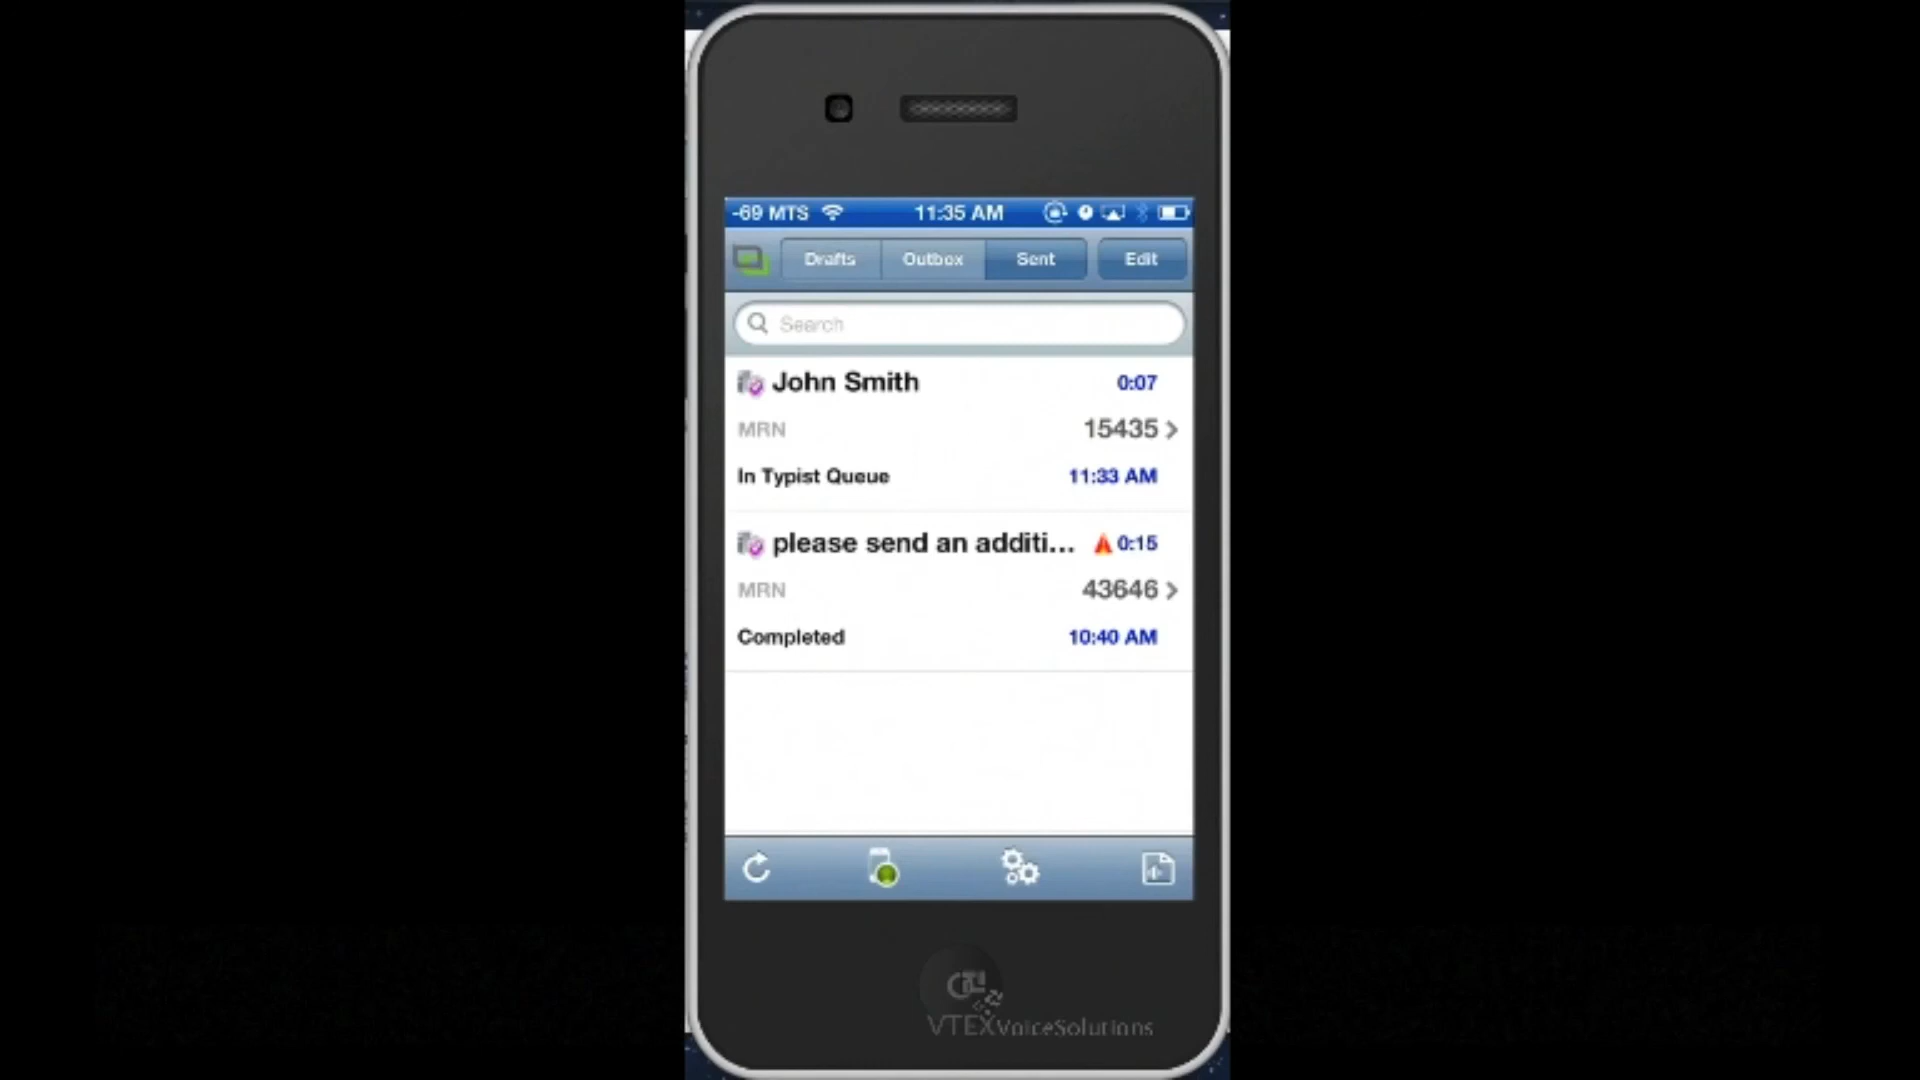 -69 MTS 11:35 AM
Drafts Outbox Sent Edit
Search
John Smith 0:07
MRN 15435
In Typist Queue 11:33 AM
please send an additi... 0:15
MRN 43646
Completed 10:40 AM
VTEXVoiceSolutions